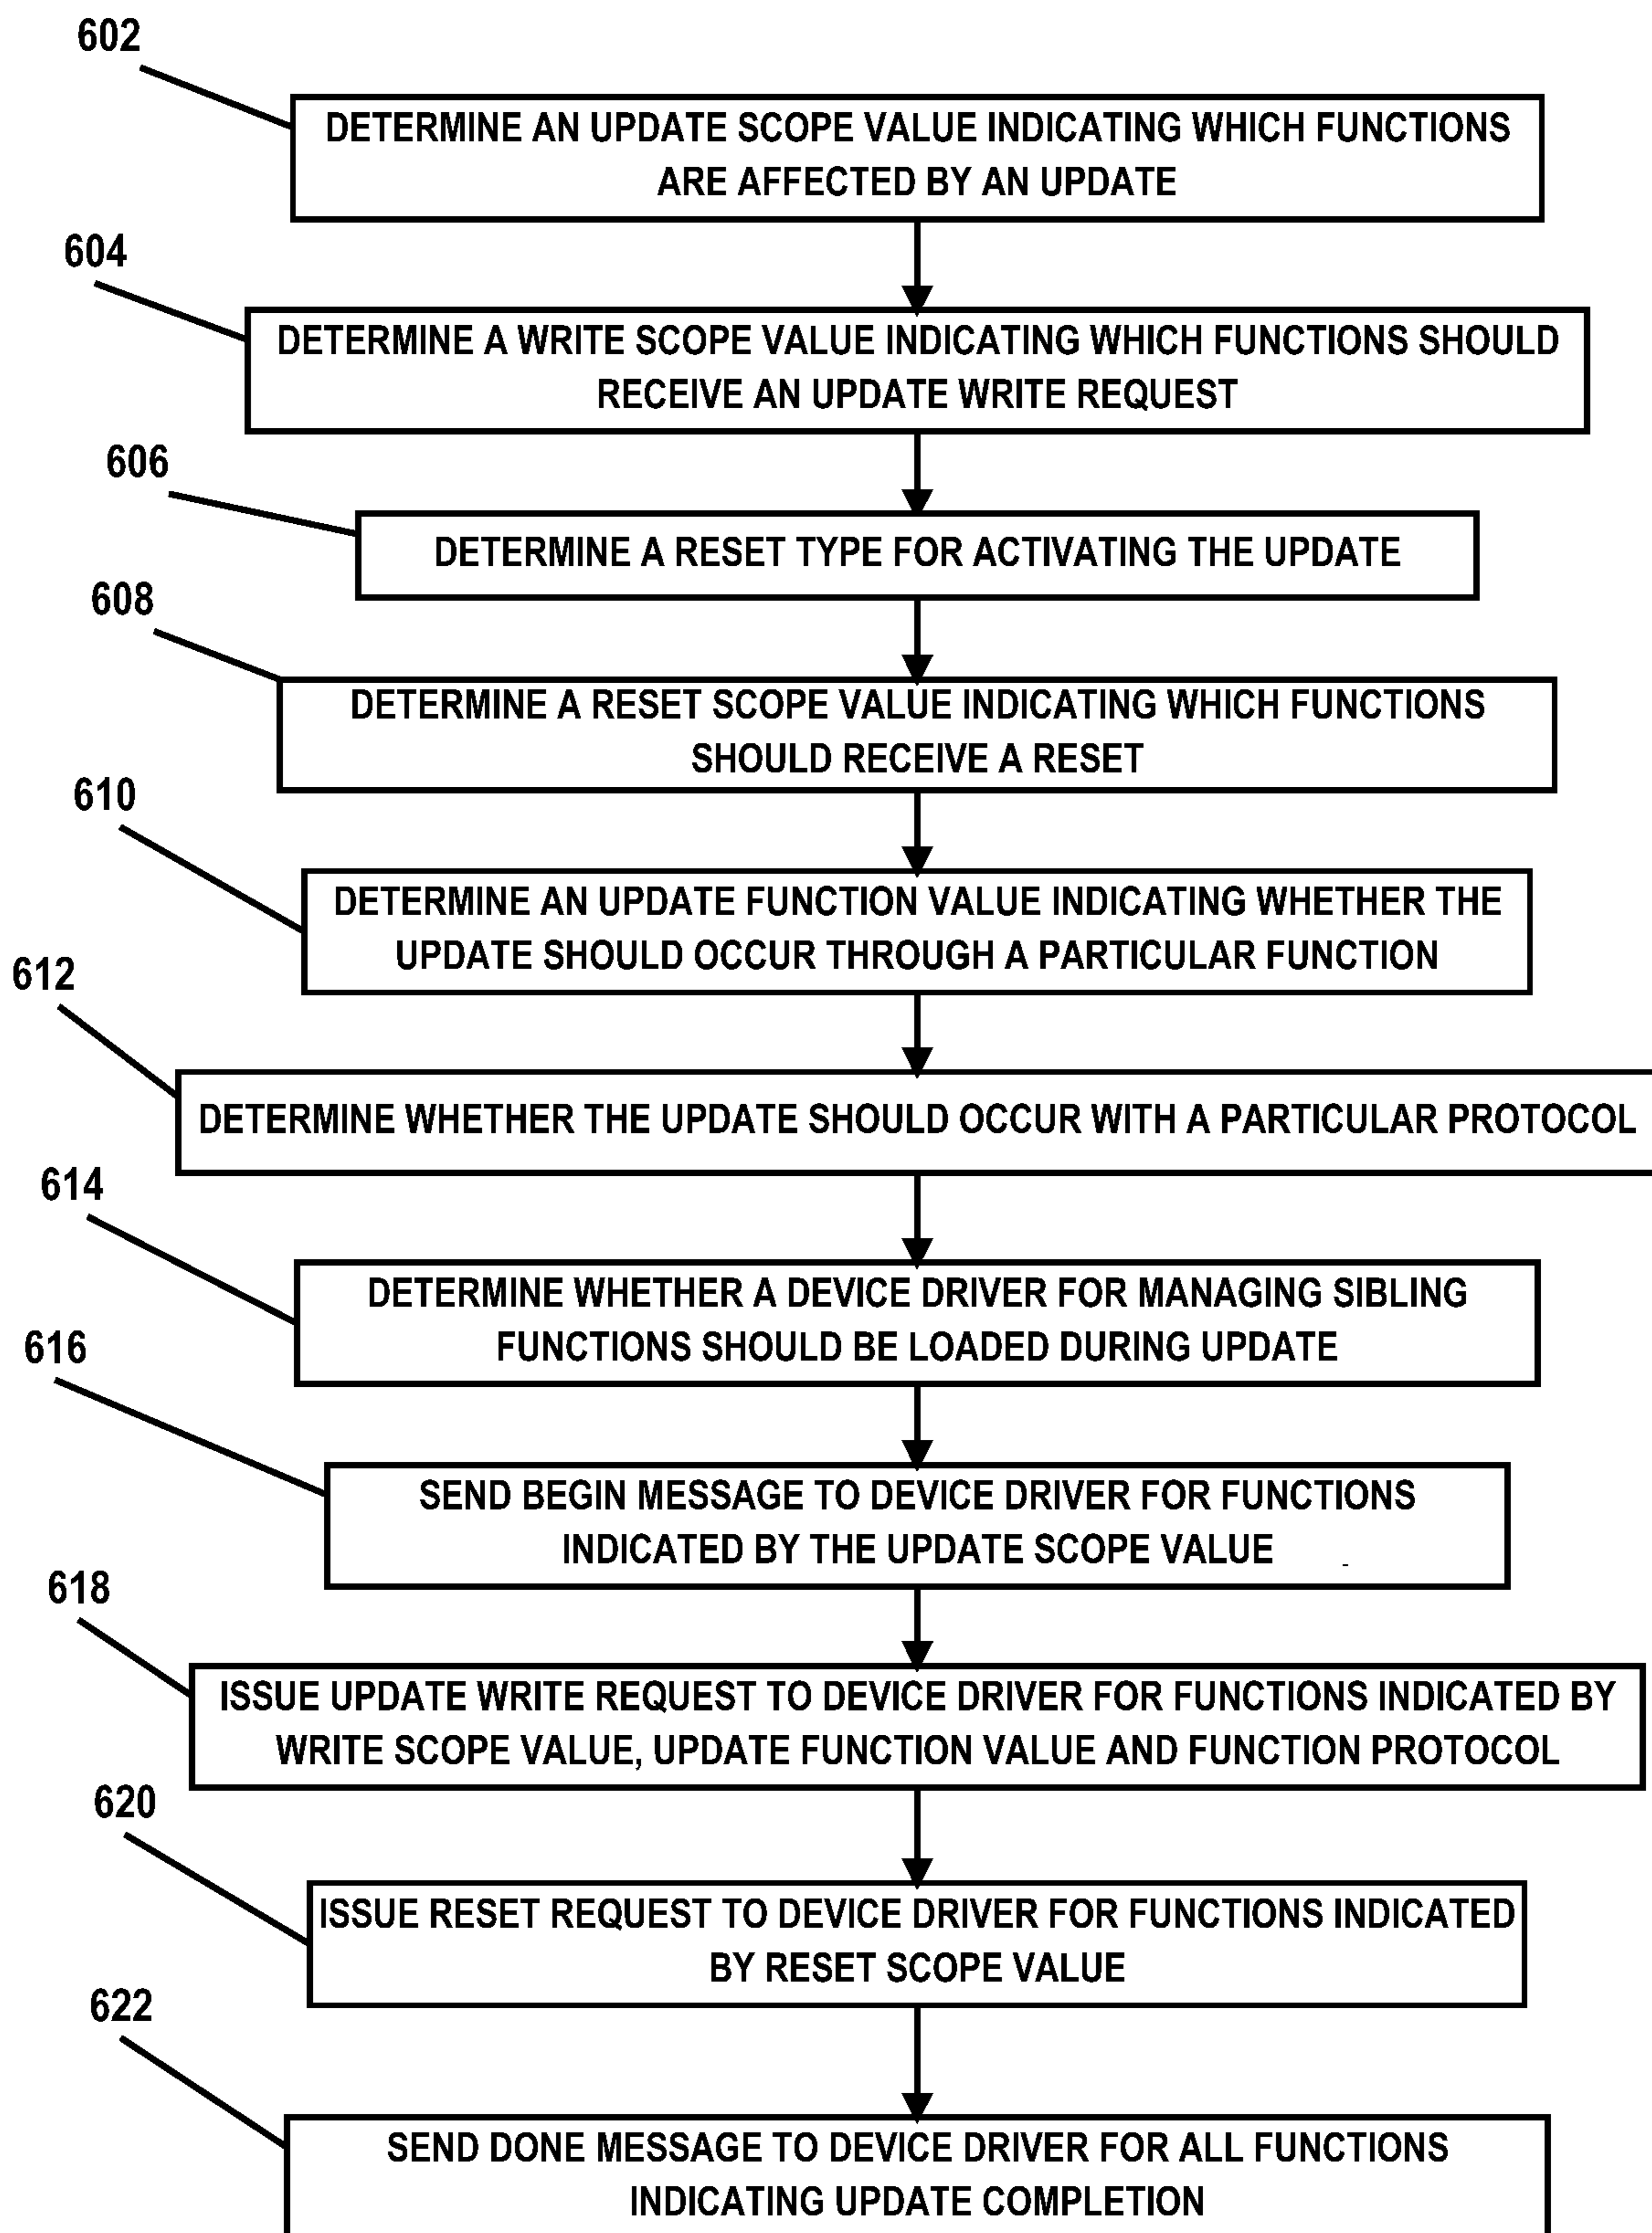 602
DETERMINE AN UPDATE SCOPE VALUE INDICATING WHICH FUNCTIONS
ARE AFFECTED BY AN UPDATE
604
DETERMINE A WRITE SCOPE VALUE INDICATING WHICH FUNCTIONS SHOULD
RECEIVE AN UPDATE WRITE REQUEST
606
DETERMINE A RESET TYPE FOR ACTIVATING THE UPDATE
608
DETERMINE A RESET SCOPE VALUE INDICATING WHICH FUNCTIONS
SHOULD RECEIVE A RESET
610
DETERMINE AN UPDATE FUNCTION VALUE INDICATING WHETHER THE
UPDATE SHOULD OCCUR THROUGH A PARTICULAR FUNCTION
612
DETERMINE WHETHER THE UPDATE SHOULD OCCUR WITH A PARTICULAR PROTOCOL
614
DETERMINE WHETHER A DEVICE DRIVER FOR MANAGING SIBLING
FUNCTIONS SHOULD BE LOADED DURING UPDATE
616
SEND BEGIN MESSAGE TO DEVICE DRIVER FOR FUNCTIONS
INDICATED BY THE UPDATE SCOPE VALUE
618
ISSUE UPDATE WRITE REQUEST TO DEVICE DRIVER FOR FUNCTIONS INDICATED BY
WRITE SCOPE VALUE, UPDATE FUNCTION VALUE AND FUNCTION PROTOCOL
620
ISSUE RESET REQUEST TO DEVICE DRIVER FOR FUNCTIONS INDICATED
BY RESET SCOPE VALUE
622
SEND DONE MESSAGE TO DEVICE DRIVER FOR ALL FUNCTIONS
INDICATING UPDATE COMPLETION